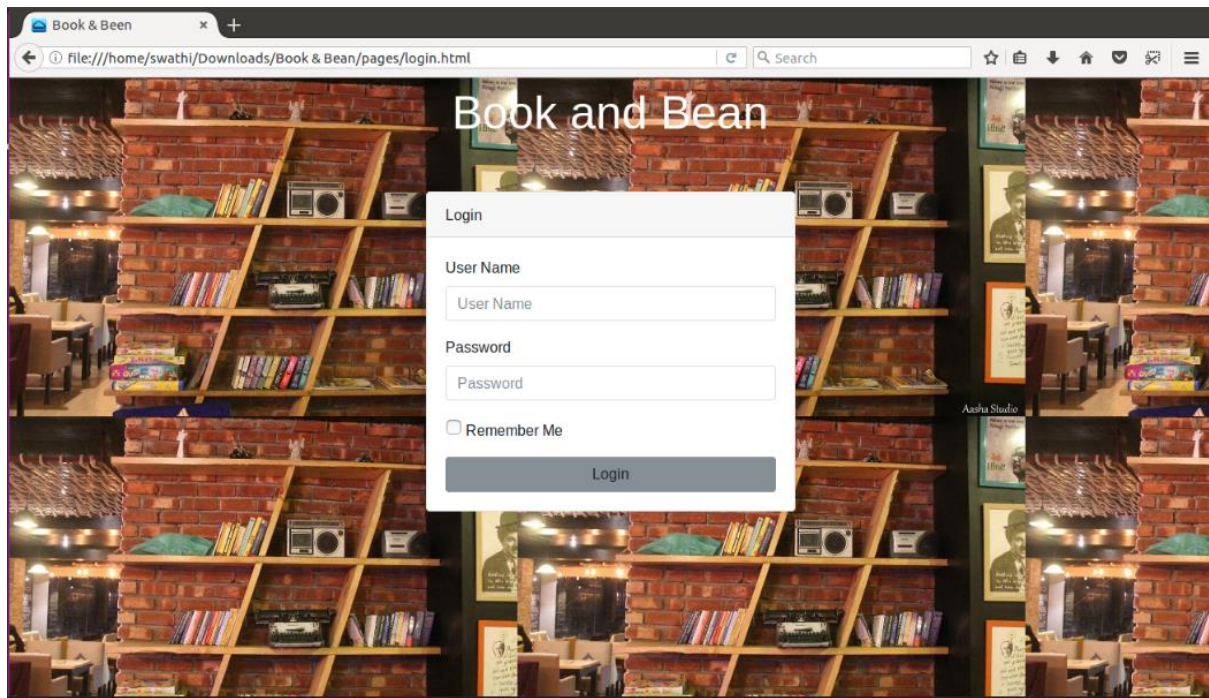 Book & Been
file:///home/swathi/Downloads/Book & Bean/pages/login.html
Search
Book and Bean
Login
User Name
User Name
Password
Password
Remember Me
Login
Aasha Studio